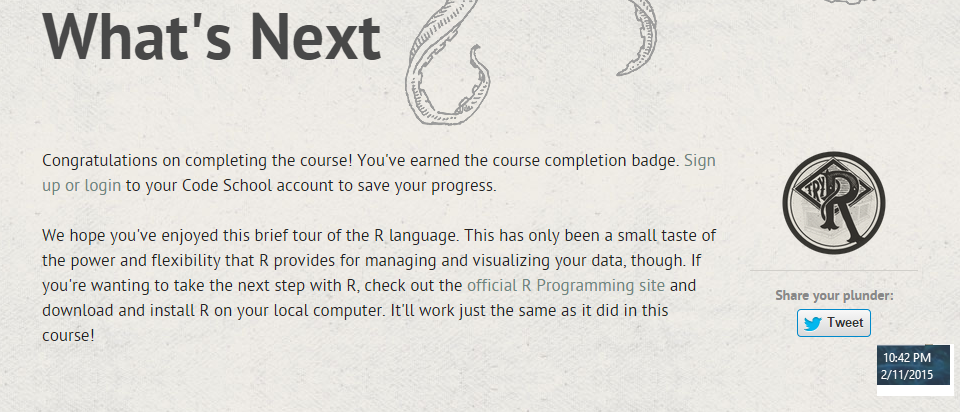 What's Next
Congratulations on completing the course! You've earned the course completion badge. Sign
up or login to your Code School account to save your progress.
We hope you've enjoyed this brief tour of the R language. This has only been a small taste of
the power and flexibility that R provides for managing and visualizing your data, though. If
you're wanting to take the next step with R, check out the official R Programming site and
download and install R on your local computer. It'll work just the same as it did in this
course!
TRY
R
Share your plunder:
Tweet
10:42 PM
2/11/2015